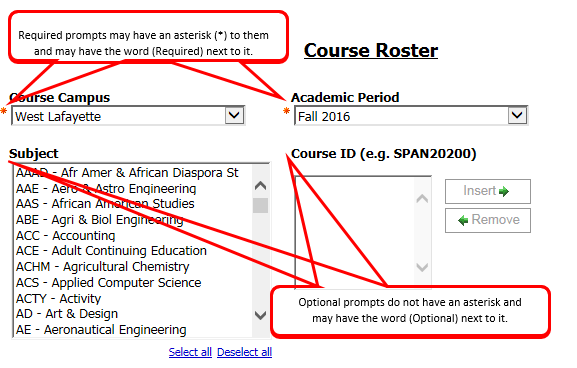 Required prompts may have an asterisk (*) to them
and may have the word (Required) next to it.
Course Roster
Course Campus
Academic Period
* West Lafayette
* Fall 2016
Subject
Course ID (e.g. SPAN20200)
AAAD - Afr Amer & African Diaspora St
AAE - Aero & Astro Engineering
AAS - African American Studies
ABE - Agri & Biol Engineering
ACC - Accounting
ACE - Adult Continuing Education
ACHM - Agricultural Chemistry
ACS - Applied Computer Science
ACTY - Activity
AD - Art & Design
AE - Aeronautical Engineering
Insert
Remove
Optional prompts do not have an asterisk and
may have the word (Optional) next to it.
Select all Deselect all